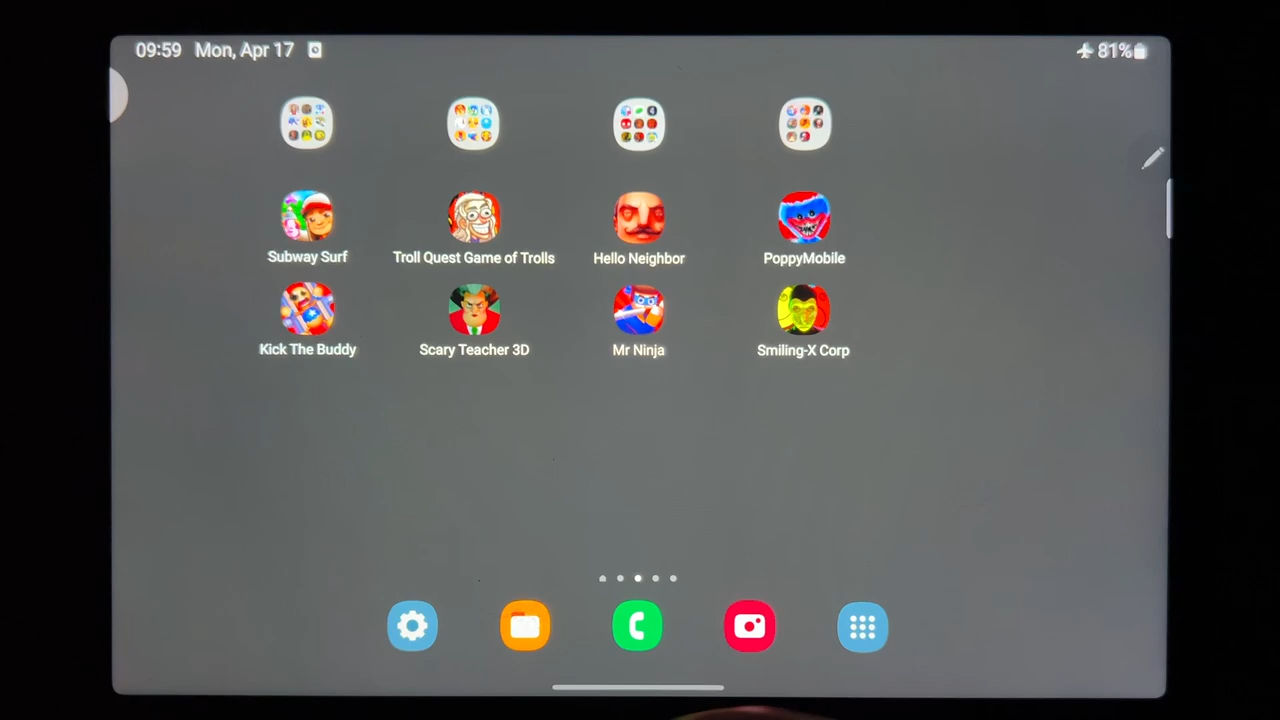 09:59 Mon, Apr 17
81%
Subway Surf
Troll Quest Game of Trolls
Hello Neighbor
PoppyMobile
Kick The Buddy
Scary Teacher 3D
Mr Ninja
Smiling-X Corp